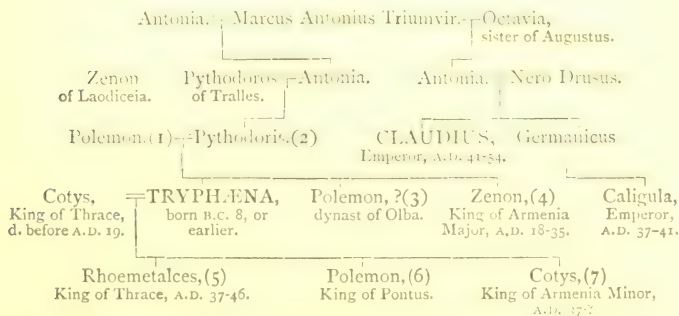 Antonia. Marcus Antonius Triumvir. Octavia,
sister of Augustus.
Zenon Pythodoros Antonia. Antonia. Nero Drusus.
of Laodiceia. of Tralles.
Polemon.(1) = Pythodoris.(2) CLAUDIUS, Germanicus
Emperor, A.D. 41-54.
Cotys, = TRYPHÆNA, Polemon, ?(3) Zenon,(4) Caligula,
King of Thrace, born B.C. 8, or dynast of Olba. King of Armenia Emperor,
d. before A.D. 19. earlier. Major, A.D. 18-35. A.D. 37-41.
Rhoemetalces,(5) Polemon,(6) Cotys,(7)
King of Thrace, A.D. 37-46. King of Pontus. King of Armenia Minor,
A.D. 37-?